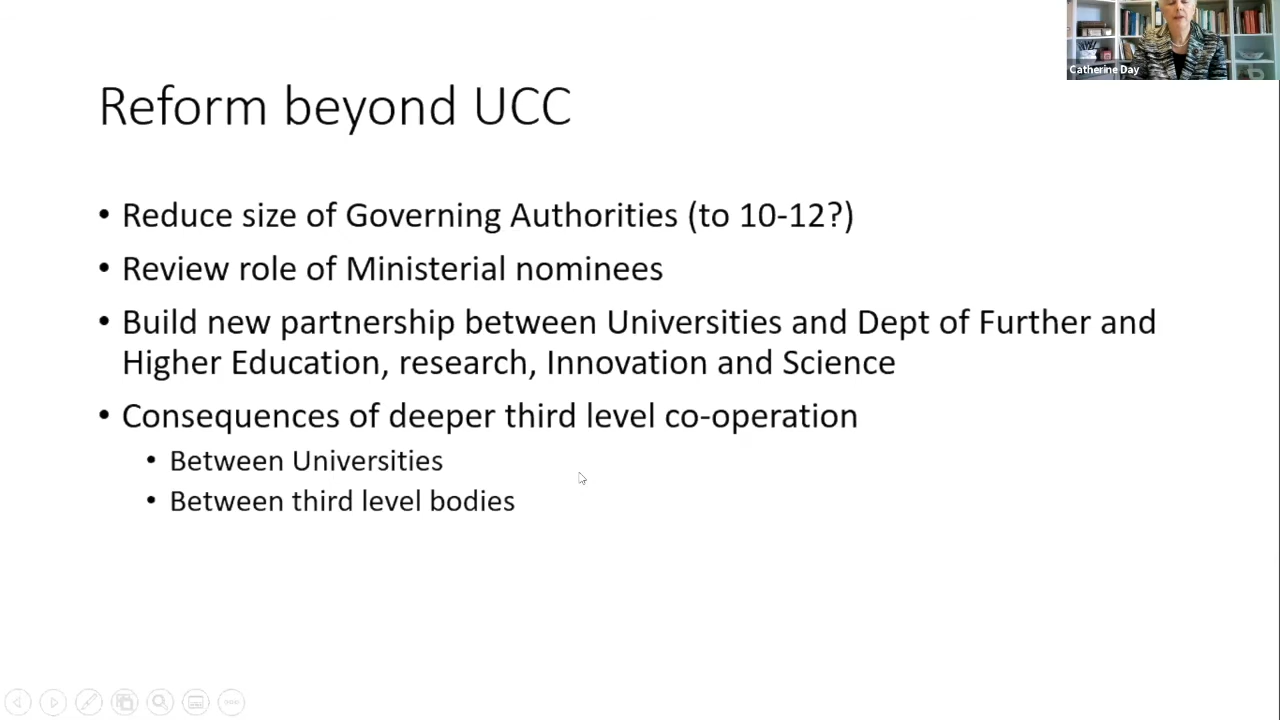 Catherine Day
Reform beyond UCC
• Reduce size of Governing Authorities (to 10-12?)
• Review role of Ministerial nominees
• Build new partnership between Universities and Dept of Further and
Higher Education, research, Innovation and Science
• Consequences of deeper third level co-operation
• Between Universities
• Between third level bodies